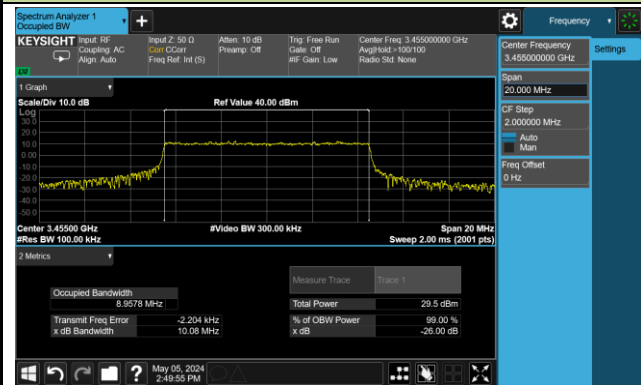 Spectrum Analyzer 1
Occupied BW
Frequency
KEYSIGHT
Input: RF
Coupling: AC
Align: Auto
Input Z: 50 Ω
Corr CCorr
Freq Ref: Int (S)
Atten: 10 dB
Preamp: Off
Trig: Free Run
Gate: Off
#IF Gain: Low
Center Freq: 3.455000000 GHz
Avg|Hold:>100/100
Radio Std: None
Center Frequency
3.455000000 GHz
Settings
Span
20.000 MHz
CF Step
2.000000 MHz
Auto
Man
Freq Offset
0 Hz
1 Graph
Scale/Div 10.0 dB
Ref Value 40.00 dBm
Log
30.0
20.0
10.0
0.00
-10.0
-20.0
-30.0
-40.0
-50.0
Center 3.45500 GHz
#Video BW 300.00 kHz
Span 20 MHz
#Res BW 100.00 kHz
Sweep 2.00 ms (2001 pts)
2 Metrics
Measure Trace
Trace 1
Occupied Bandwidth
8.9578 MHz
Total Power
29.5 dBm
Transmit Freq Error
-2.204 kHz
% of OBW Power
99.00 %
x dB Bandwidth
10.08 MHz
x dB
-26.00 dB
?
May 05, 2024
2:49:55 PM